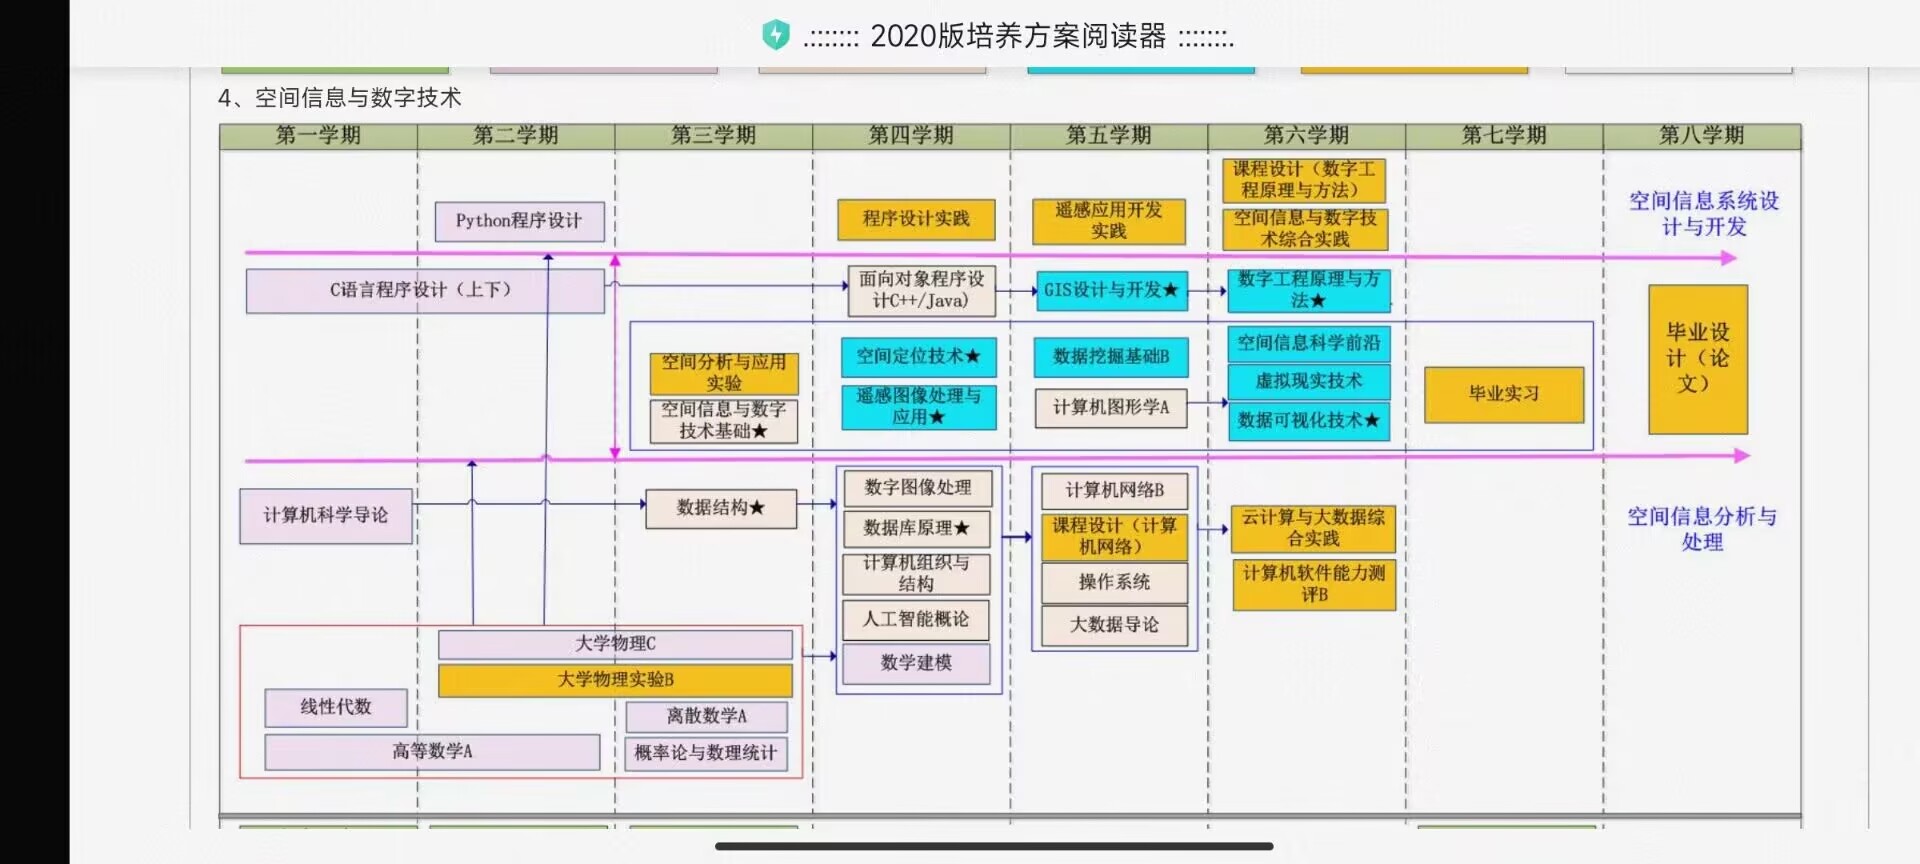 .:::::::: 2020版培养方案阅读器 ::::::::.
4、空间信息与数字技术
第一学期 第二学期 第三学期 第四学期 第五学期 第六学期 第七学期 第八学期
课程设计（数字工
程原理与方法）
Python程序设计
程序设计实践
遥感应用开发
实践
空间信息与数字技
术综合实践
空间信息系统设
计与开发
C语言程序设计（上下）
面向对象程序设
计C++/Java)
GIS设计与开发★
数字工程原理与方
法★
空间分析与应用
实验
空间信息与数字
技术基础★
空间定位技术★
遥感图像处理与
应用★
数据挖掘基础B
计算机图形学A
空间信息科学前沿
虚拟现实技术
数据可视化技术★
毕业实习
毕业设
计（论
文）
计算机科学导论
数据结构★
数字图像处理
数据库原理★
计算机组织与
结构
人工智能概论
数学建模
计算机网络B
课程设计（计算
机网络）
操作系统
大数据导论
云计算与大数据综
合实践
计算机软件能力测
评B
空间信息分析与
处理
大学物理C
大学物理实验B
线性代数
离散数学A
高等数学A
概率论与数理统计